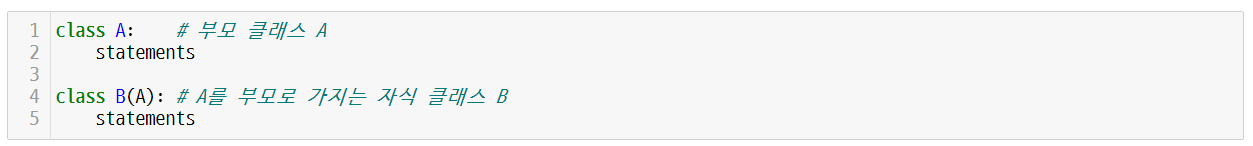 1 class A:    # 부모 클래스 A
2     statements
3
4 class B(A): # A를 부모로 가지는 자식 클래스 B
5     statements